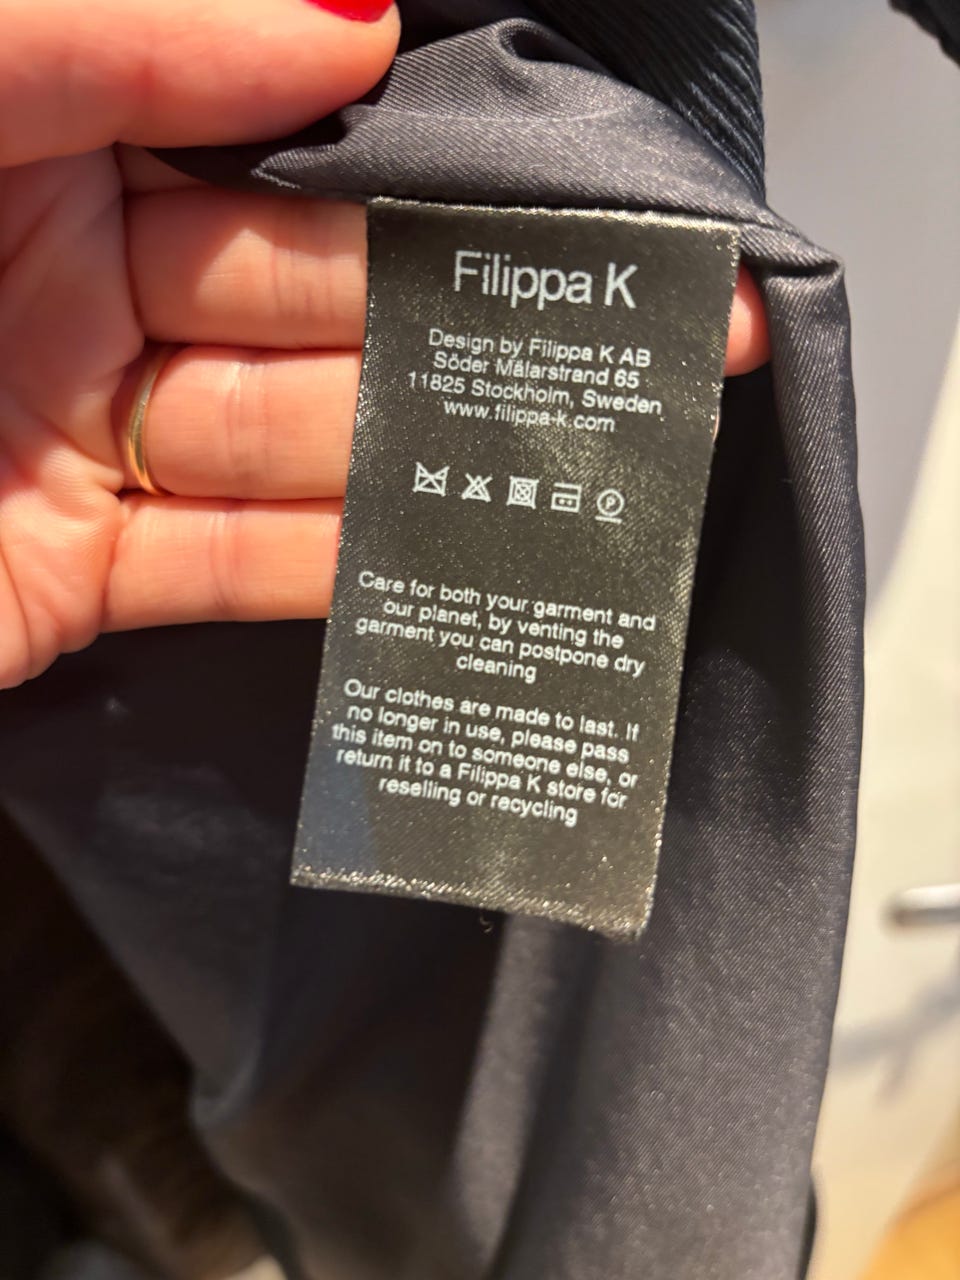 Filippa K
Design by Filippa K AB
Söder Mälarstrand 65
11825 Stockholm, Sweden
www.filippa-k.com
P
Care for both your garment and
our planet, by venting the
garment you can postpone dry
cleaning
Our clothes are made to last. If
no longer in use, please pass
this item on to someone else, or
return it to a Filippa K store for
reselling or recycling